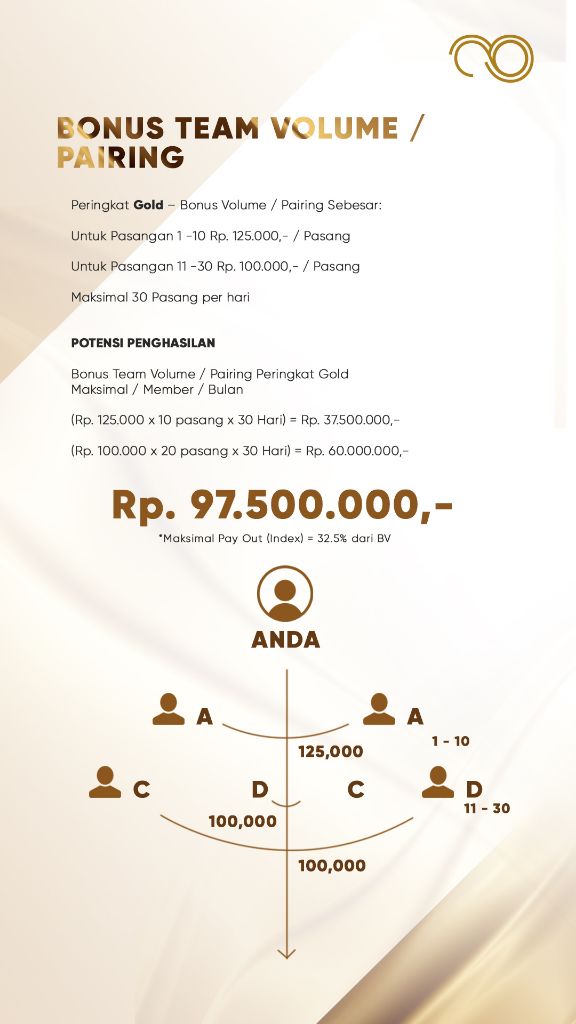 BONUS TEAM VOLUME /
PAIRING
Peringkat Gold – Bonus Volume / Pairing Sebesar:
Untuk Pasangan 1 -10 Rp. 125.000,- / Pasang
Untuk Pasangan 11 -30 Rp. 100.000,- / Pasang
Maksimal 30 Pasang per hari
POTENSI PENGHASILAN
Bonus Team Volume / Pairing Peringkat Gold
Maksimal / Member / Bulan
(Rp. 125.000 x 10 pasang x 30 Hari) = Rp. 37.500.000,-
(Rp. 100.000 x 20 pasang x 30 Hari) = Rp. 60.000.000,-
Rp. 97.500.000,-
*Maksimal Pay Out (Index) = 32.5% dari BV
ANDA
A A
1 - 10
125,000
C D C D
11 - 30
100,000
100,000